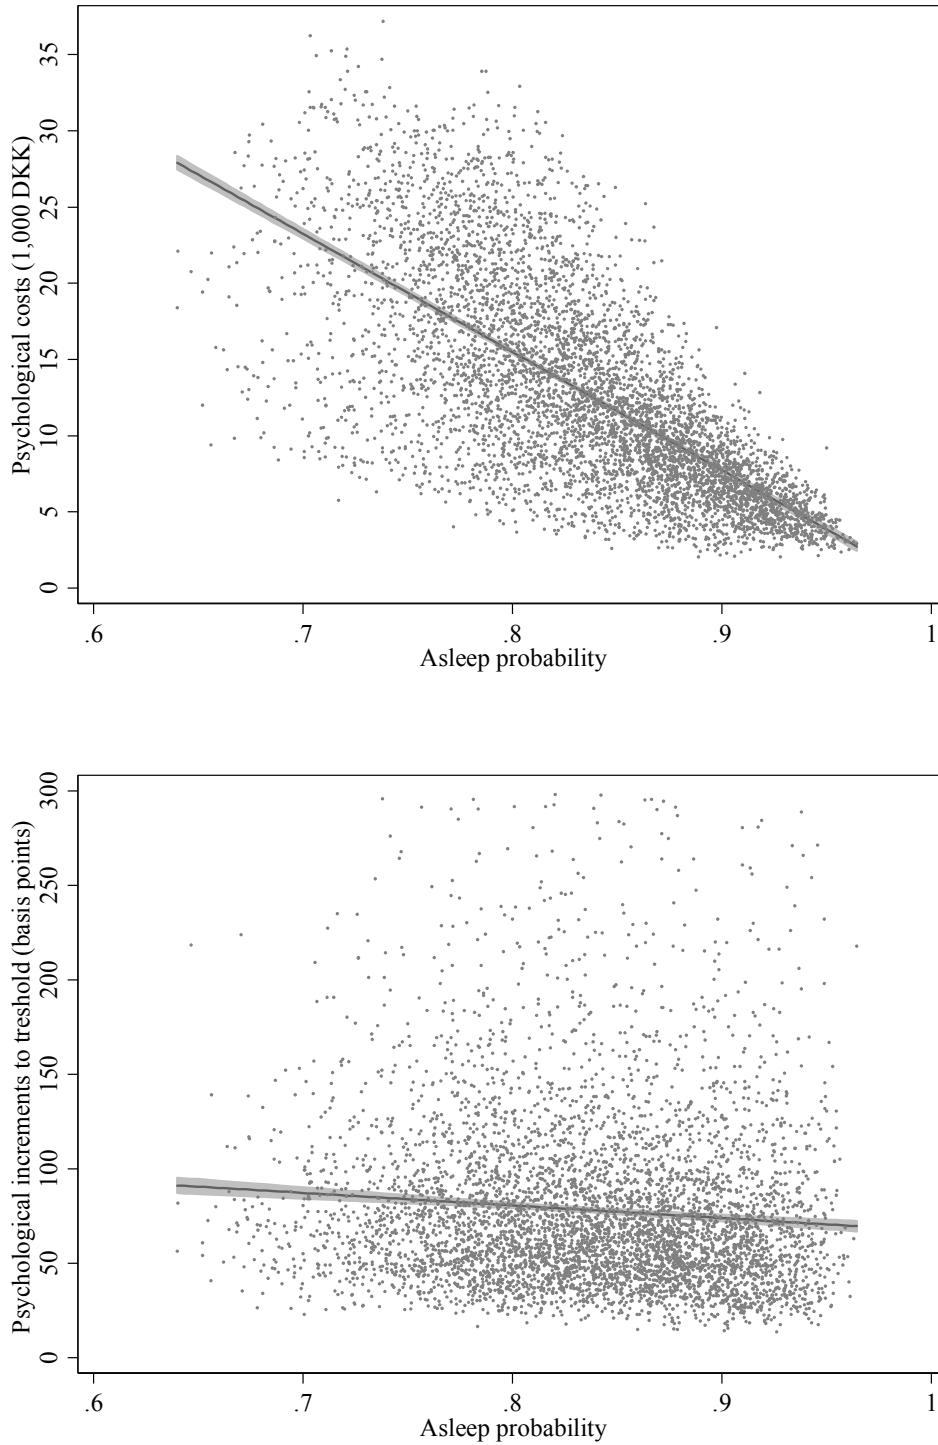 Psychological costs (1,000 DKK)
35
30
25
20
15
10
5
0
.6 .7 .8 .9 1
Asleep probability
Psychological increments to treshold (basis points)
300
250
200
150
100
50
0
.6 .7 .8 .9 1
Asleep probability